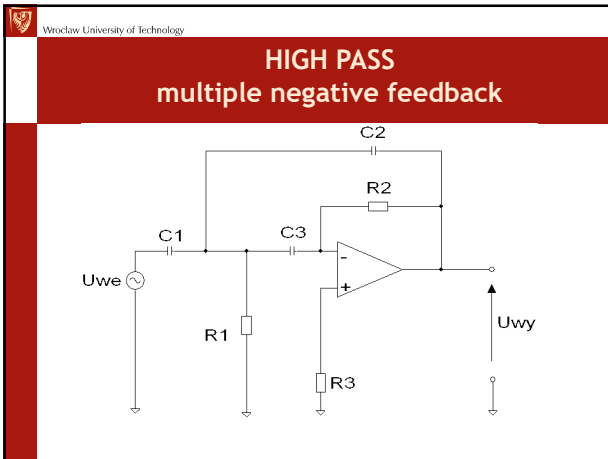 Wroclaw University of Technology
HIGH PASS
multiple negative feedback
C2
R2
C1
C3
-
Uwe
+
R1
Uwy
R3